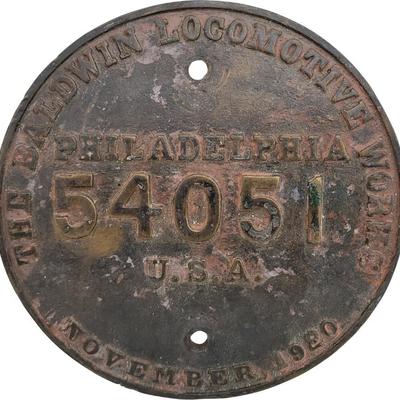 THE BALDWIN LOCOMOTIVE WORKS
PHILADELPHIA
54051
U.S.A.
NOVEMBER, 1920